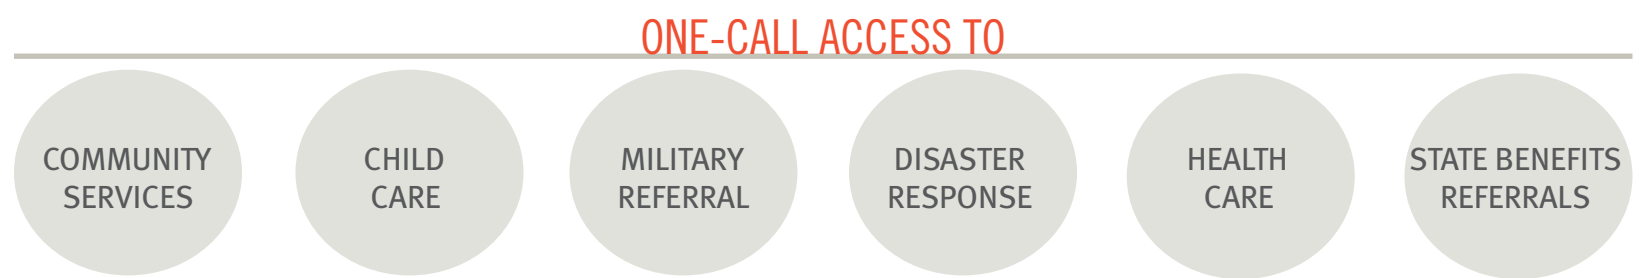 ONE-CALL ACCESS TO
COMMUNITY
SERVICES
CHILD
CARE
MILITARY
REFERRAL
DISASTER
RESPONSE
HEALTH
CARE
STATE BENEFITS
REFERRALS